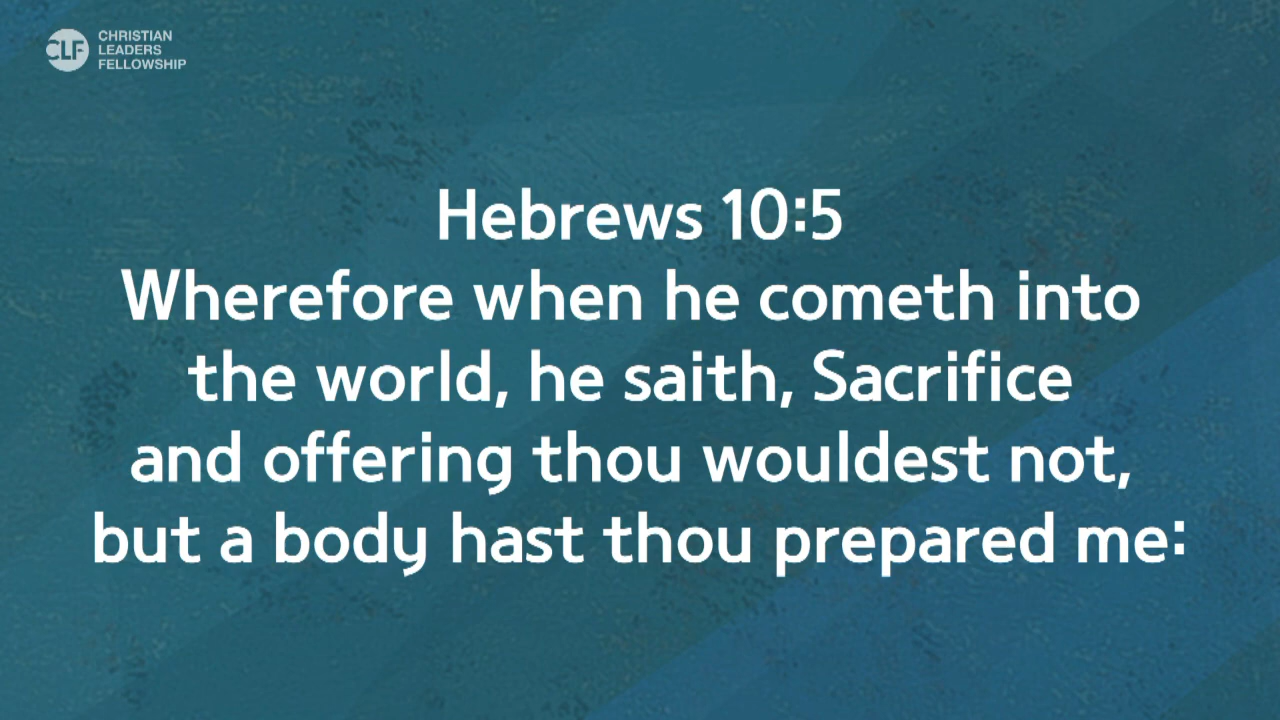 CLF
CHRISTIAN
LEADERS
FELLOWSHIP
Hebrews 10:5
Wherefore when he cometh into
the world, he saith, Sacrifice
and offering thou wouldest not,
but a body hast thou prepared me: